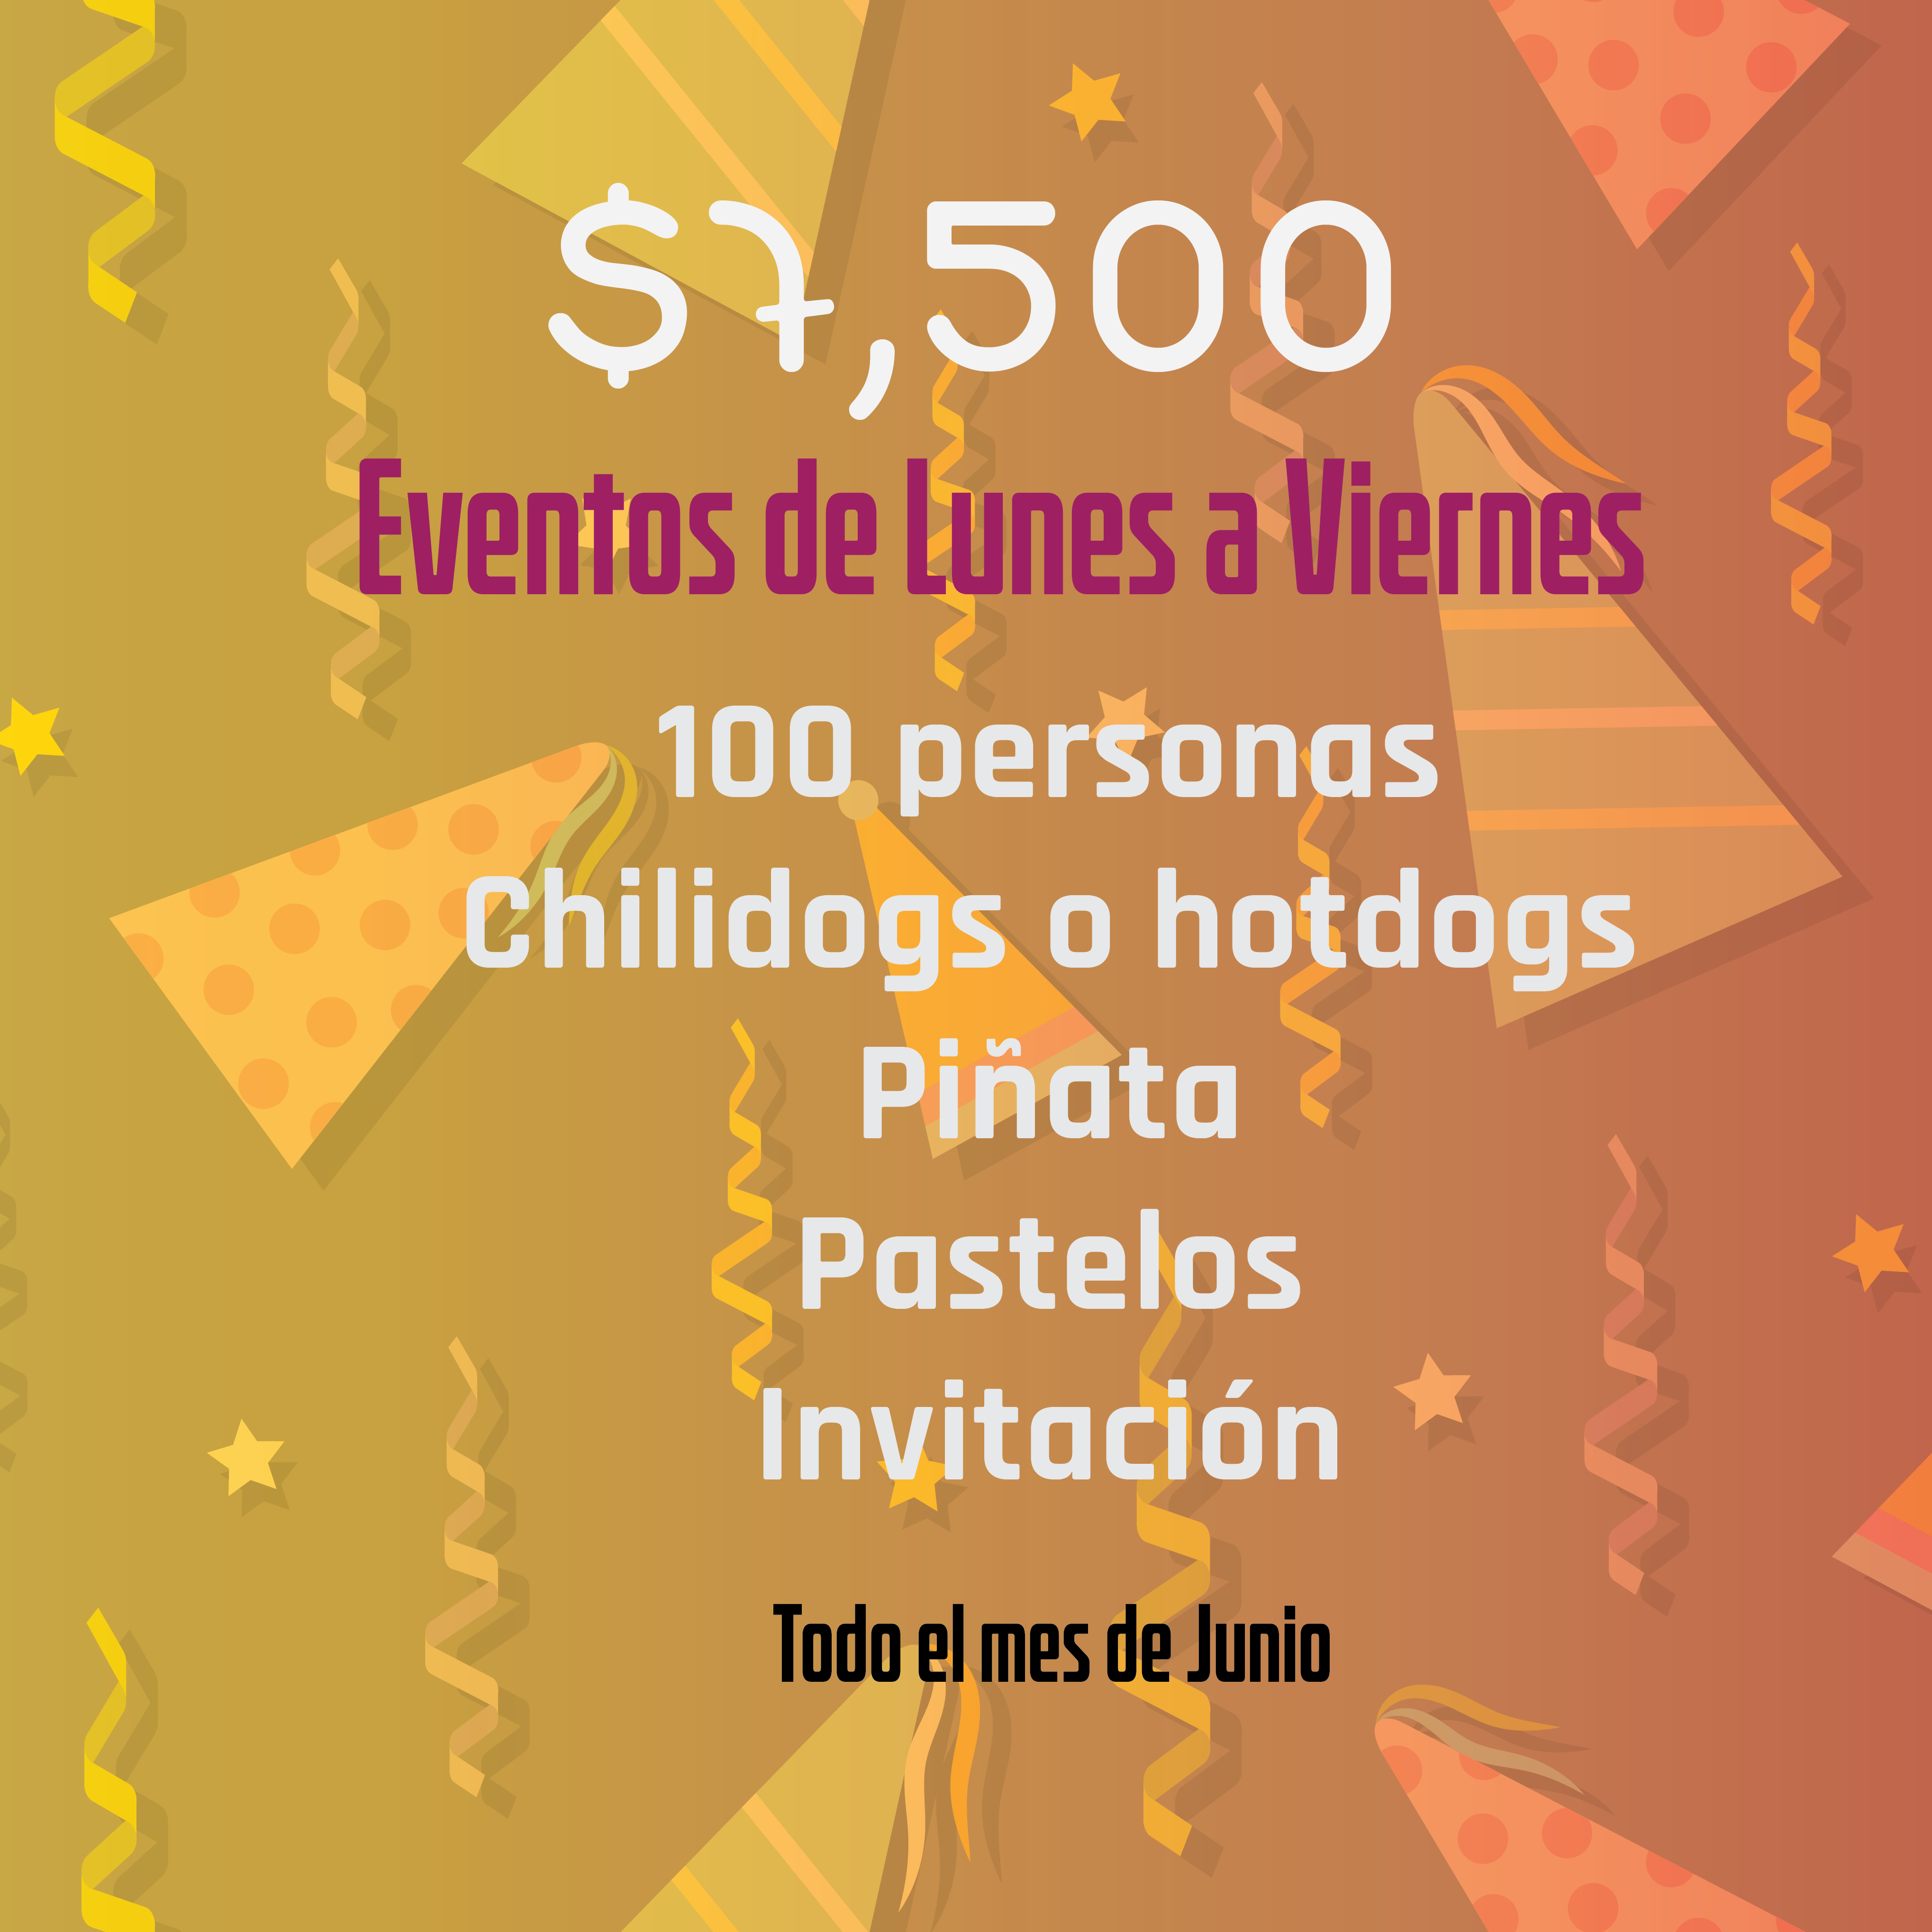 $7,500
Eventos de Lunes a Viernes
100 personas
Chilidogs o hotdogs
Piñata
Pastelos
Invitación
Todo el mes de Junio